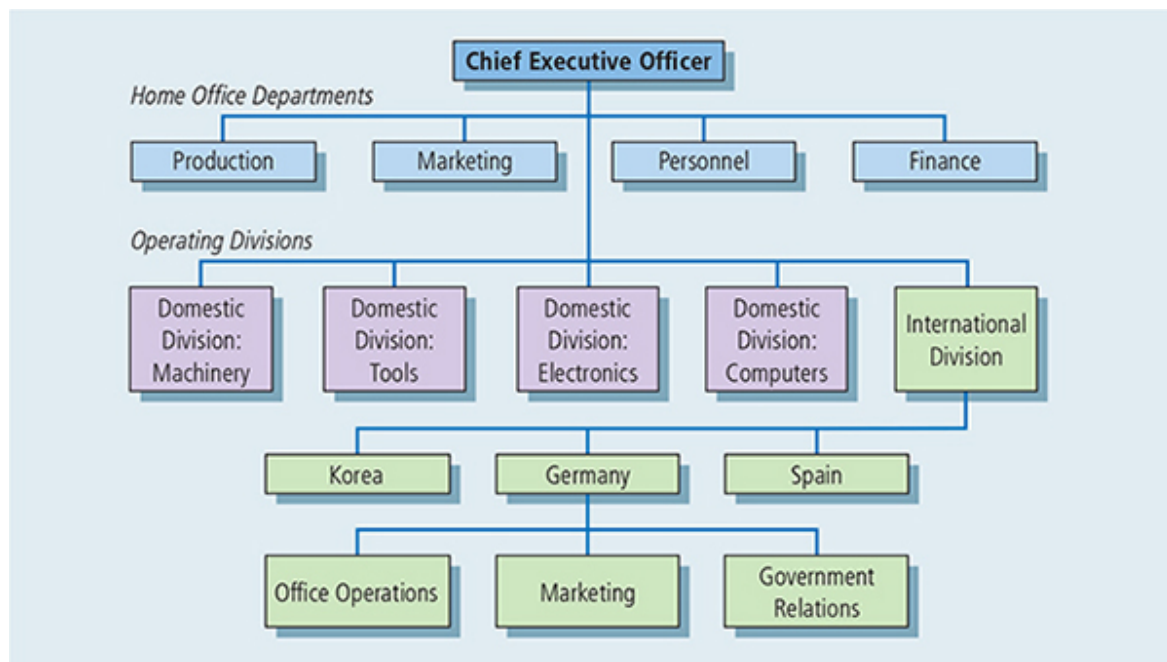 Chief Executive Officer
Home Office Departments
Production
Marketing
Personnel
Finance
Operating Divisions
Domestic
Division:
Machinery
Domestic
Division:
Tools
Domestic
Division:
Electronics
Domestic
Division:
Computers
International
Division
Korea
Germany
Spain
Office Operations
Marketing
Government
Relations